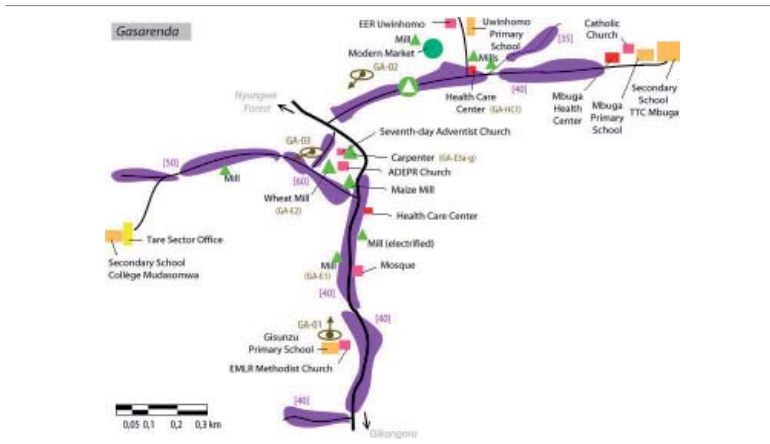 Gasarenda
EER Uwinhomo
Uwinhomo
Primary
School
Mill
Modern Market
Mills
[35]
Catholic
Church
GA-02
Health Care
Center (GA-HC1)
[40]
Mbuga
Health
Center
Mbuga
Primary
School
Secondary
School
TTC Mbuga
Nyungwe
Forest
Seventh-day Adventist Church
GA-03
Carpenter (GA-E3a-g)
ADEPR Church
[50]
Mill
[60]
Wheat Mill
(GA-E2)
Maize Mill
Health Care Center
Tare Sector Office
Mill (electrified)
Secondary School
Collège Mudasomwa
Mill
(GA-E1)
Mosque
[40]
[40]
GA-01
Gisunzu
Primary School
EMLR Methodist Church
[40]
0,05 0,1 0,2 0,3 km
Gikongoro